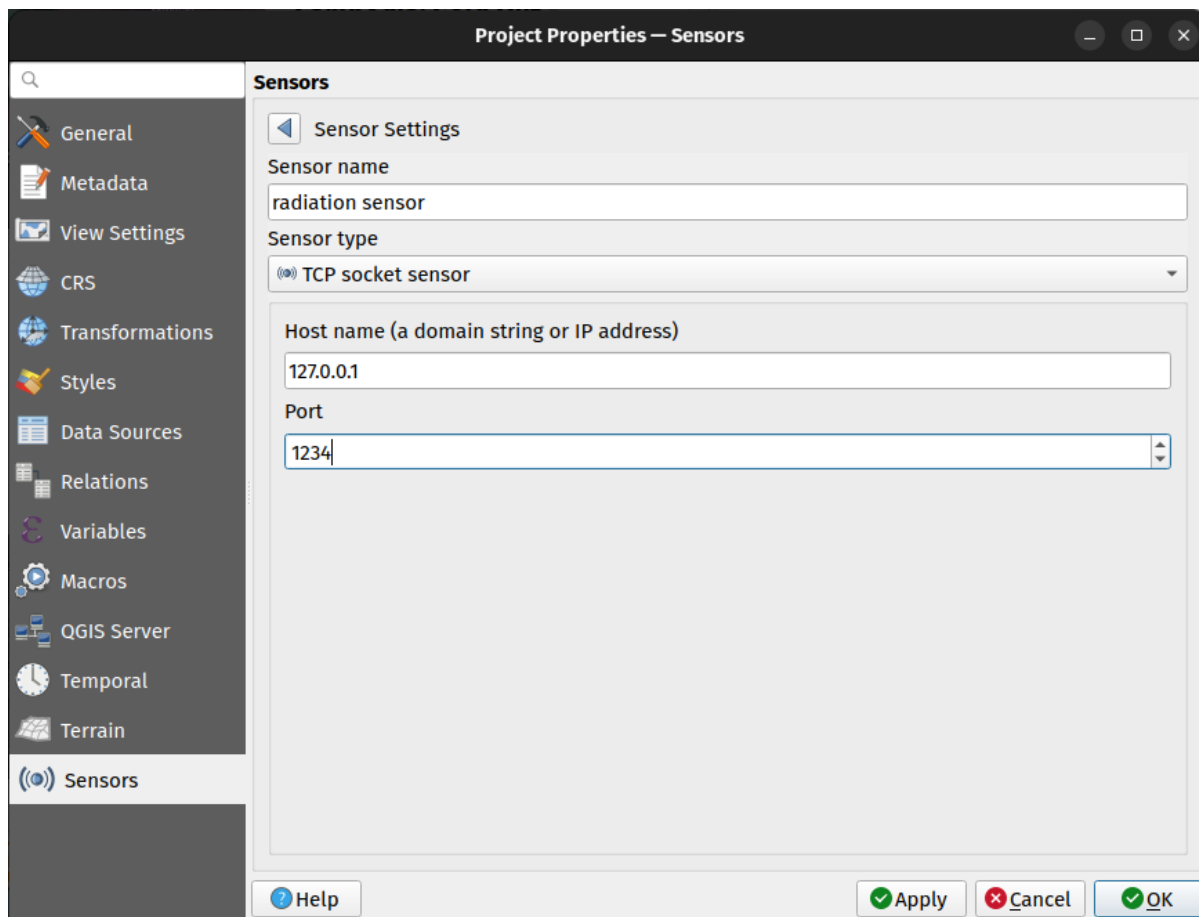 Project Properties — Sensors
General
Metadata
View Settings
CRS
Transformations
Styles
Data Sources
Relations
Variables
Macros
QGIS Server
Temporal
Terrain
Sensors
Sensors
Sensor Settings
Sensor name
radiation sensor
Sensor type
TCP socket sensor
Host name (a domain string or IP address)
127.0.0.1
Port
1234
Help
Apply
Cancel
OK